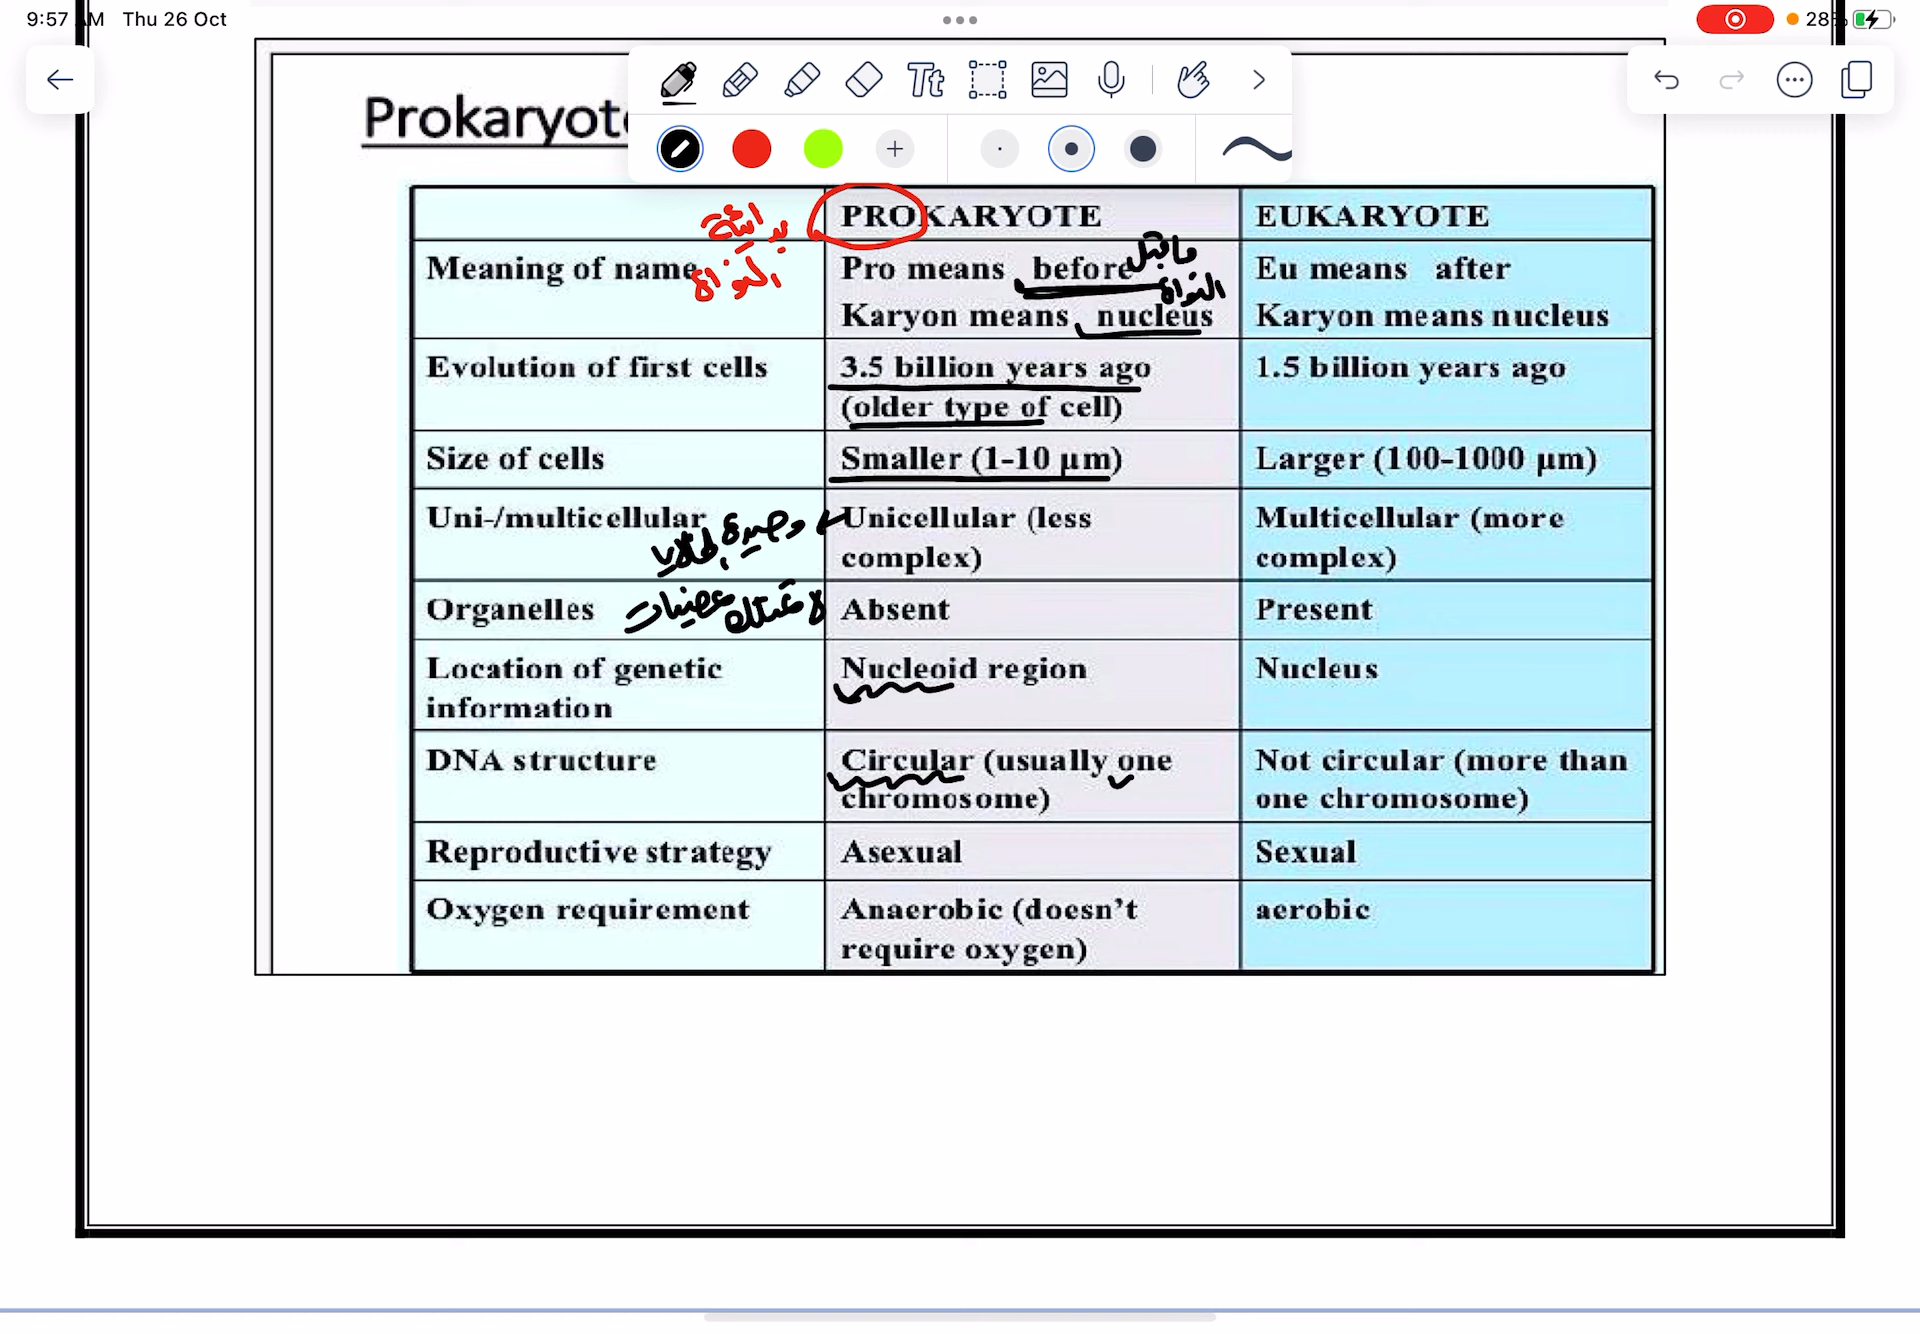 9:57 AM Thu 26 Oct
28%
Tt
Prokaryot
PROKARYOTE
EUKARYOTE
بدائية
النواة
Meaning of name
Pro means before
ماقبل
النواة
Karyon means nucleus
Eu means after
Karyon means nucleus
Evolution of first cells
3.5 billion years ago
(older type of cell)
1.5 billion years ago
Size of cells
Smaller (1-10 µm)
Larger (100-1000 µm)
Uni-/multicellular
وحيدة الخلايا
Unicellular (less
complex)
Multicellular (more
complex)
Organelles
لا تمتلك عضيات
Absent
Present
Location of genetic
information
Nucleoid region
Nucleus
DNA structure
Circular (usually one
chromosome)
Not circular (more than
one chromosome)
Reproductive strategy
Asexual
Sexual
Oxygen requirement
Anaerobic (doesn't
require oxygen)
aerobic